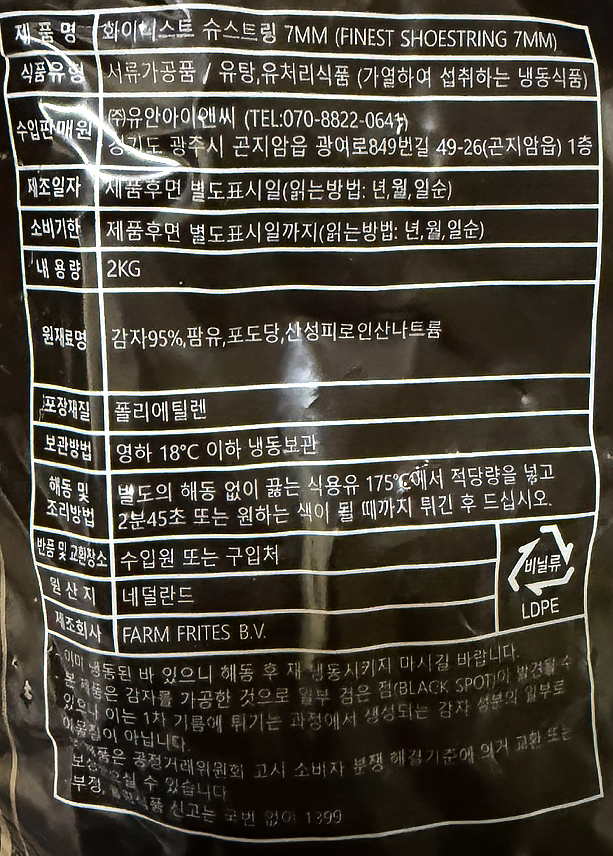 제 품 명 화이니스트 슈스트링 7MM (FINEST SHOESTRING 7MM)
식품유형 서류가공품 / 유탕,유처리식품 (가열하여 섭취하는 냉동식품)
수입판매원 ㈜유안아이앤씨 (TEL:070-8822-0641)
경기도 광주시 곤지암읍 광여로849번길 49-26(곤지암읍) 1층
제조일자 제품후면 별도표시일(읽는방법: 년,월,일순)
소비기한 제품후면 별도표시일까지(읽는방법: 년,월,일순)
내 용 량 2KG
원재료명 감자95%,팜유,포도당,산성피로인산나트륨
포장재질 폴리에틸렌
보관방법 영하 18°C 이하 냉동보관
해동 및 조리방법 별도의 해동 없이 끓는 식용유 175°C에서 적당량을 넣고
2분45초 또는 원하는 색이 될 때까지 튀긴 후 드십시오.
반품 및 교환장소 수입원 또는 구입처
원 산 지 네덜란드
제조회사 FARM FRITES B.V.
비닐류
LDPE
이미 냉동된 바 있으니 해동 후 재 냉동시키지 마시길 바랍니다.
본 제품은 감자를 가공한 것으로 일부 검은 점(BLACK SPOT)이 발견될 수
있으나 이는 1차 기름에 튀기는 과정에서 생성되는 감자 성분의 일부로
이물질이 아닙니다.
제품은 공정거래위원회 고시 소비자 분쟁 해결기준에 의거 교환 또는
보상 실 수 있습니다
부정, 식품 신고는 국번 없이 1399